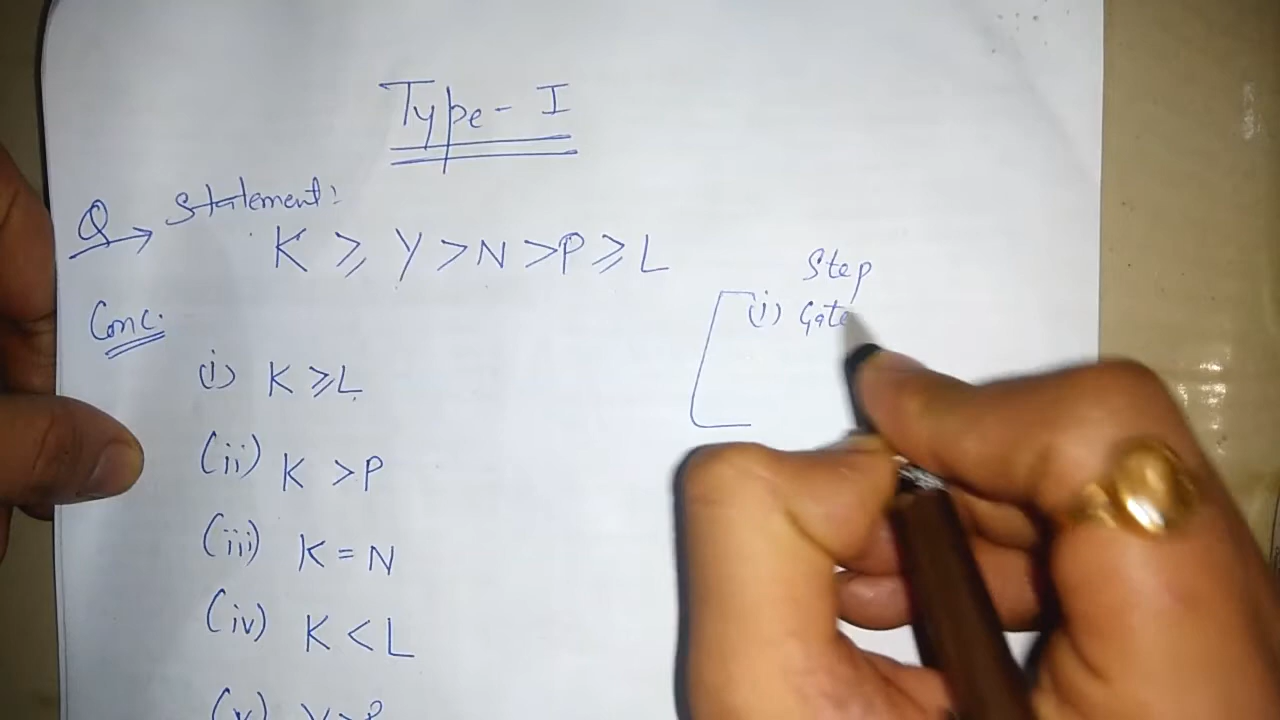 Type - I
Q → Statement:
K ⩾ Y > N > P ⩾ L
Step
(i) Gate
Conc.
(i) K ⩾ L
(ii) K > P
(iii) K = N
(iv) K < L
(v) Y > P